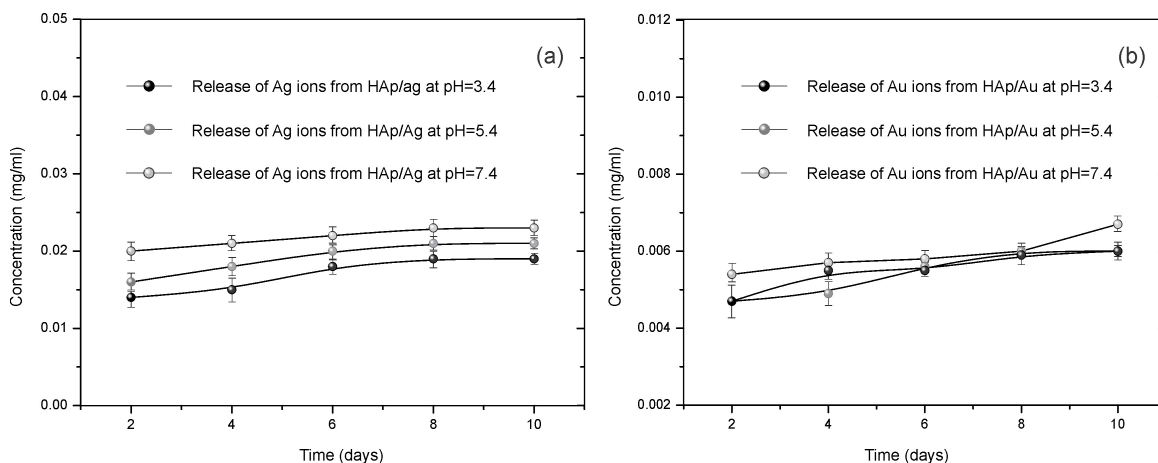 0.05
(a)
Release of Ag ions from HAp/ag at pH=3.4
0.04
Release of Ag ions from HAp/Ag at pH=5.4
0.03
Release of Ag ions from HAp/Ag at pH=7.4
0.02
0.01
0.00
Concentration (mg/ml)
2 4 6 8 10
Time (days)
0.012
(b)
Release of Au ions from HAp/Au at pH=3.4
0.010
Release of Au ions from HAp/Au at pH=5.4
0.008
Release of Au ions from HAp/Au at pH=7.4
0.006
0.004
0.002
Concentration (mg/ml)
2 4 6 8 10
Time (days)